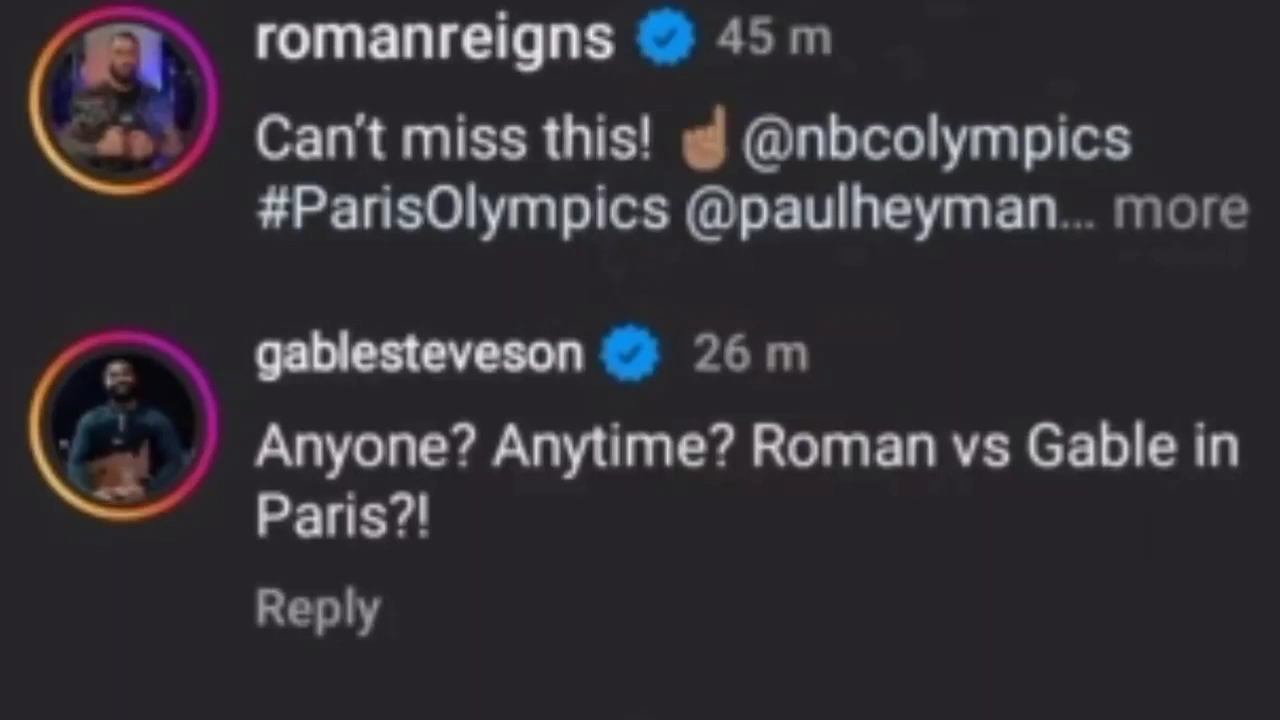 romanreigns 45 m
Can't miss this! ☝🏽@nbcolympics
#ParisOlympics @paulheyman... more
gablesteveson 26 m
Anyone? Anytime? Roman vs Gable in
Paris?!
Reply